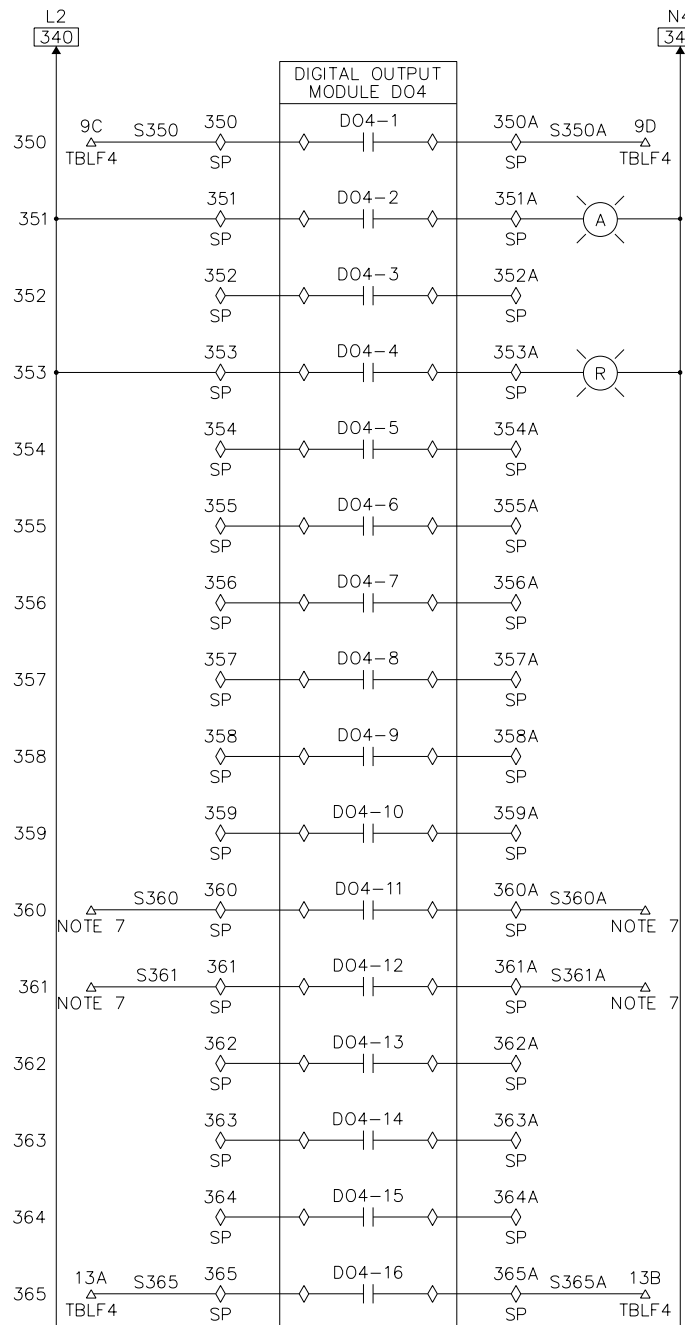 L2
340
N4
34
DIGITAL OUTPUT
MODULE DO4
350
9C
TBLF4
S350
350
SP
DO4-1
350A
SP
S350A
9D
TBLF4
351
351
SP
DO4-2
351A
SP
A
352
352
SP
DO4-3
352A
SP
353
353
SP
DO4-4
353A
SP
R
354
354
SP
DO4-5
354A
SP
355
355
SP
DO4-6
355A
SP
356
356
SP
DO4-7
356A
SP
357
357
SP
DO4-8
357A
SP
358
358
SP
DO4-9
358A
SP
359
359
SP
DO4-10
359A
SP
360
NOTE 7
S360
360
SP
DO4-11
360A
SP
S360A
NOTE 7
361
NOTE 7
S361
361
SP
DO4-12
361A
SP
S361A
NOTE 7
362
362
SP
DO4-13
362A
SP
363
363
SP
DO4-14
363A
SP
364
364
SP
DO4-15
364A
SP
365
13A
TBLF4
S365
365
SP
DO4-16
365A
SP
S365A
13B
TBLF4